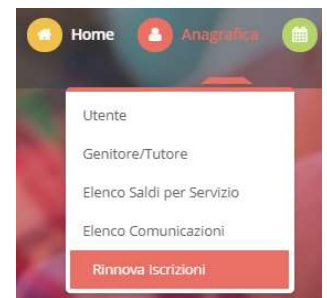 Home Anagrafica
Utente
Genitore/Tutore
Elenco Saldi per Servizio
Elenco Comunicazioni
Rinnova Iscrizioni